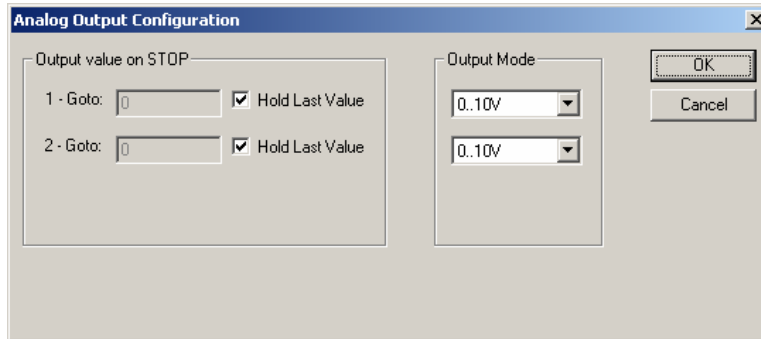 Analog Output Configuration
Output value on STOP
Output Mode
1 - Goto: 0 Hold Last Value 0..10V
2 - Goto: 0 Hold Last Value 0..10V
OK
Cancel